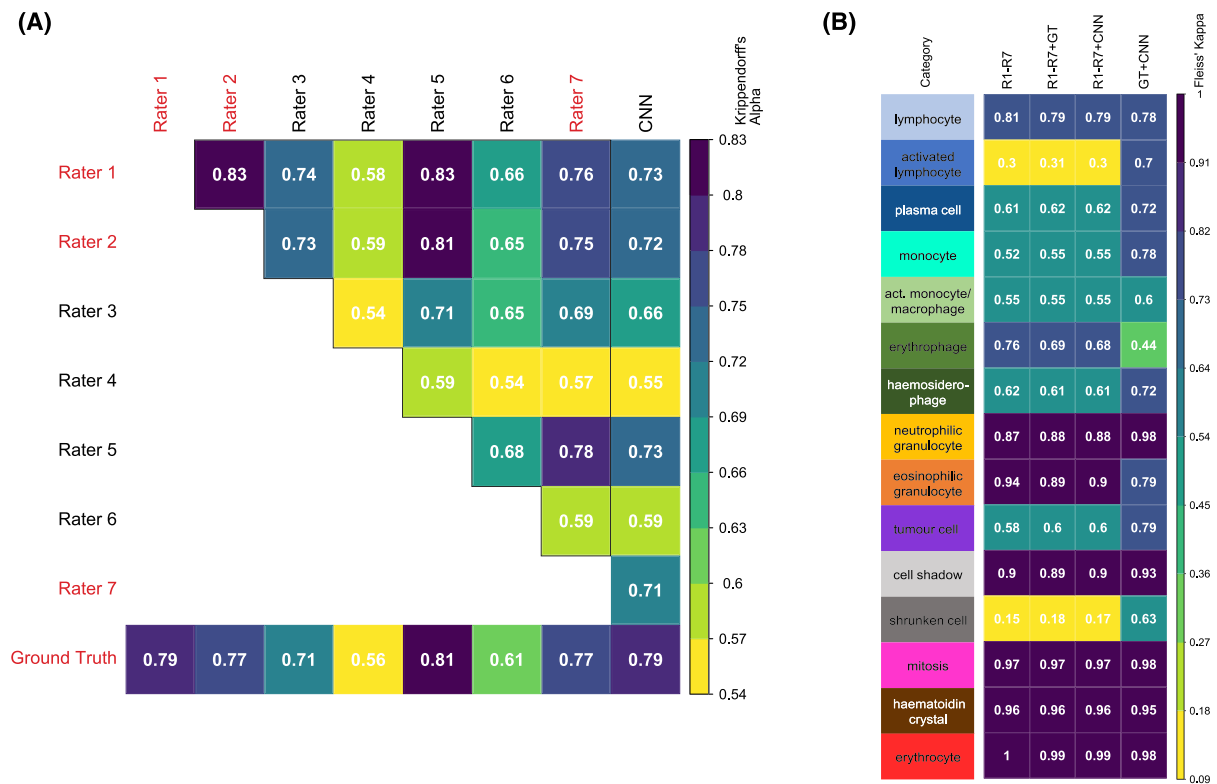 (A)
Rater 1
Rater 2
Rater 3
Rater 4
Rater 5
Rater 6
Rater 7
CNN
Krippendorff's
Alpha
Rater 1 0.83 0.74 0.58 0.83 0.66 0.76 0.73
Rater 2 0.73 0.59 0.81 0.65 0.75 0.72
Rater 3 0.54 0.71 0.65 0.69 0.66
Rater 4 0.59 0.54 0.57 0.55
Rater 5 0.68 0.78 0.73
Rater 6 0.59 0.59
Rater 7 0.71
Ground Truth 0.79 0.77 0.71 0.56 0.81 0.61 0.77 0.79
0.83
0.8
0.78
0.75
0.72
0.69
0.66
0.63
0.6
0.57
0.54
(B)
Category
R1-R7
R1-R7+GT
R1-R7+CNN
GT+CNN
Fleiss' Kappa
lymphocyte 0.81 0.79 0.79 0.78
activated
lymphocyte 0.3 0.31 0.3 0.7
plasma cell 0.61 0.62 0.62 0.72
monocyte 0.52 0.55 0.55 0.78
act. monocyte/
macrophage 0.55 0.55 0.55 0.6
erythrophage 0.76 0.69 0.68 0.44
haemosidero-
phage 0.62 0.61 0.61 0.72
neutrophilic
granulocyte 0.87 0.88 0.88 0.98
eosinophilic
granulocyte 0.94 0.89 0.9 0.79
tumour cell 0.58 0.6 0.6 0.79
cell shadow 0.9 0.89 0.9 0.93
shrunken cell 0.15 0.18 0.17 0.63
mitosis 0.97 0.97 0.97 0.98
haematoidin
crystal 0.96 0.96 0.96 0.95
erythrocyte 1 0.99 0.99 0.98
1
0.91
0.82
0.73
0.64
0.54
0.45
0.36
0.27
0.18
0.09